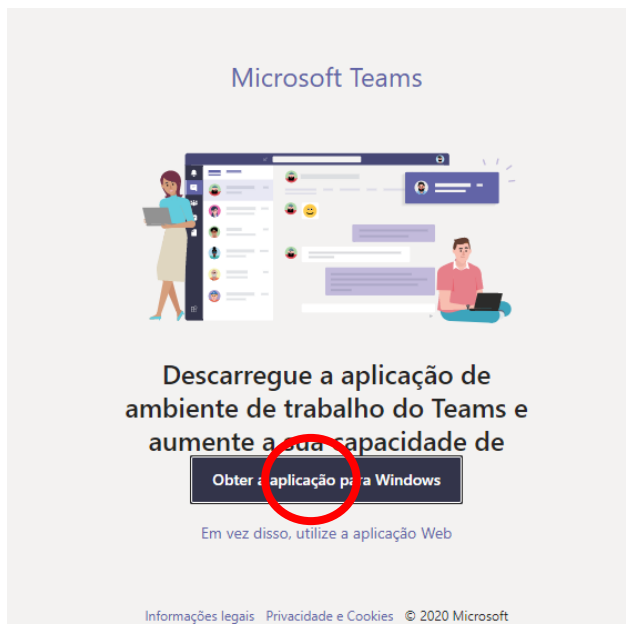 Microsoft Teams
Descarregue a aplicação de
ambiente de trabalho do Teams e
aumente a sua capacidade de
Obter a aplicação para Windows
Em vez disso, utilize a aplicação Web
Informações legais Privacidade e Cookies © 2020 Microsoft